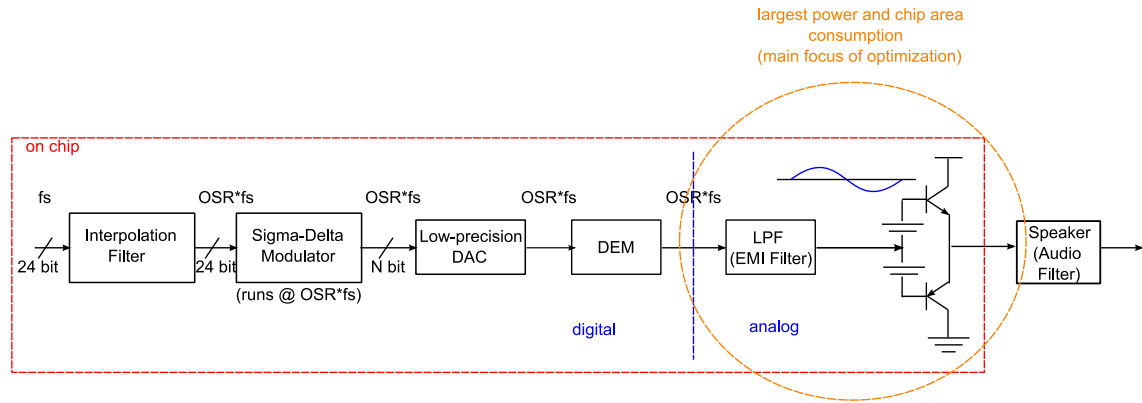 largest power and chip area
consumption
(main focus of optimization)
on chip
fs
OSR*fs
OSR*fs
OSR*fs
OSR*fs
Interpolation
Filter
Sigma-Delta
Modulator
Low-precision
DAC
DEM
LPF
(EMI Filter)
Speaker
(Audio
Filter)
24 bit
24 bit
N bit
(runs @ OSR*fs)
digital
analog